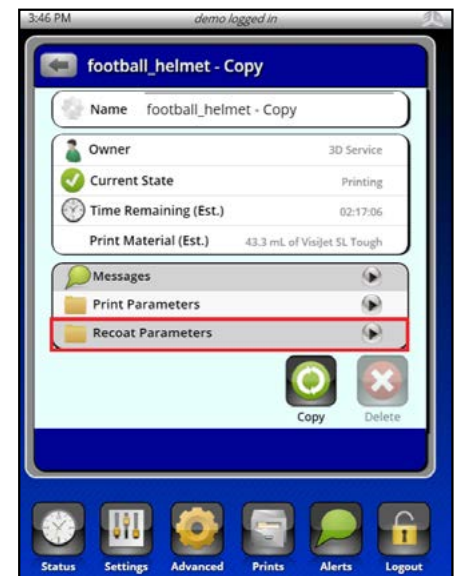 3:46 PM demo logged in
football_helmet - Copy
Name football_helmet - Copy
Owner 3D Service
Current State Printing
Time Remaining (Est.) 02:17:06
Print Material (Est.) 43.3 mL of VisiJet SL Tough
Messages
Print Parameters
Recoat Parameters
Copy Delete
Status Settings Advanced Prints Alerts Logout